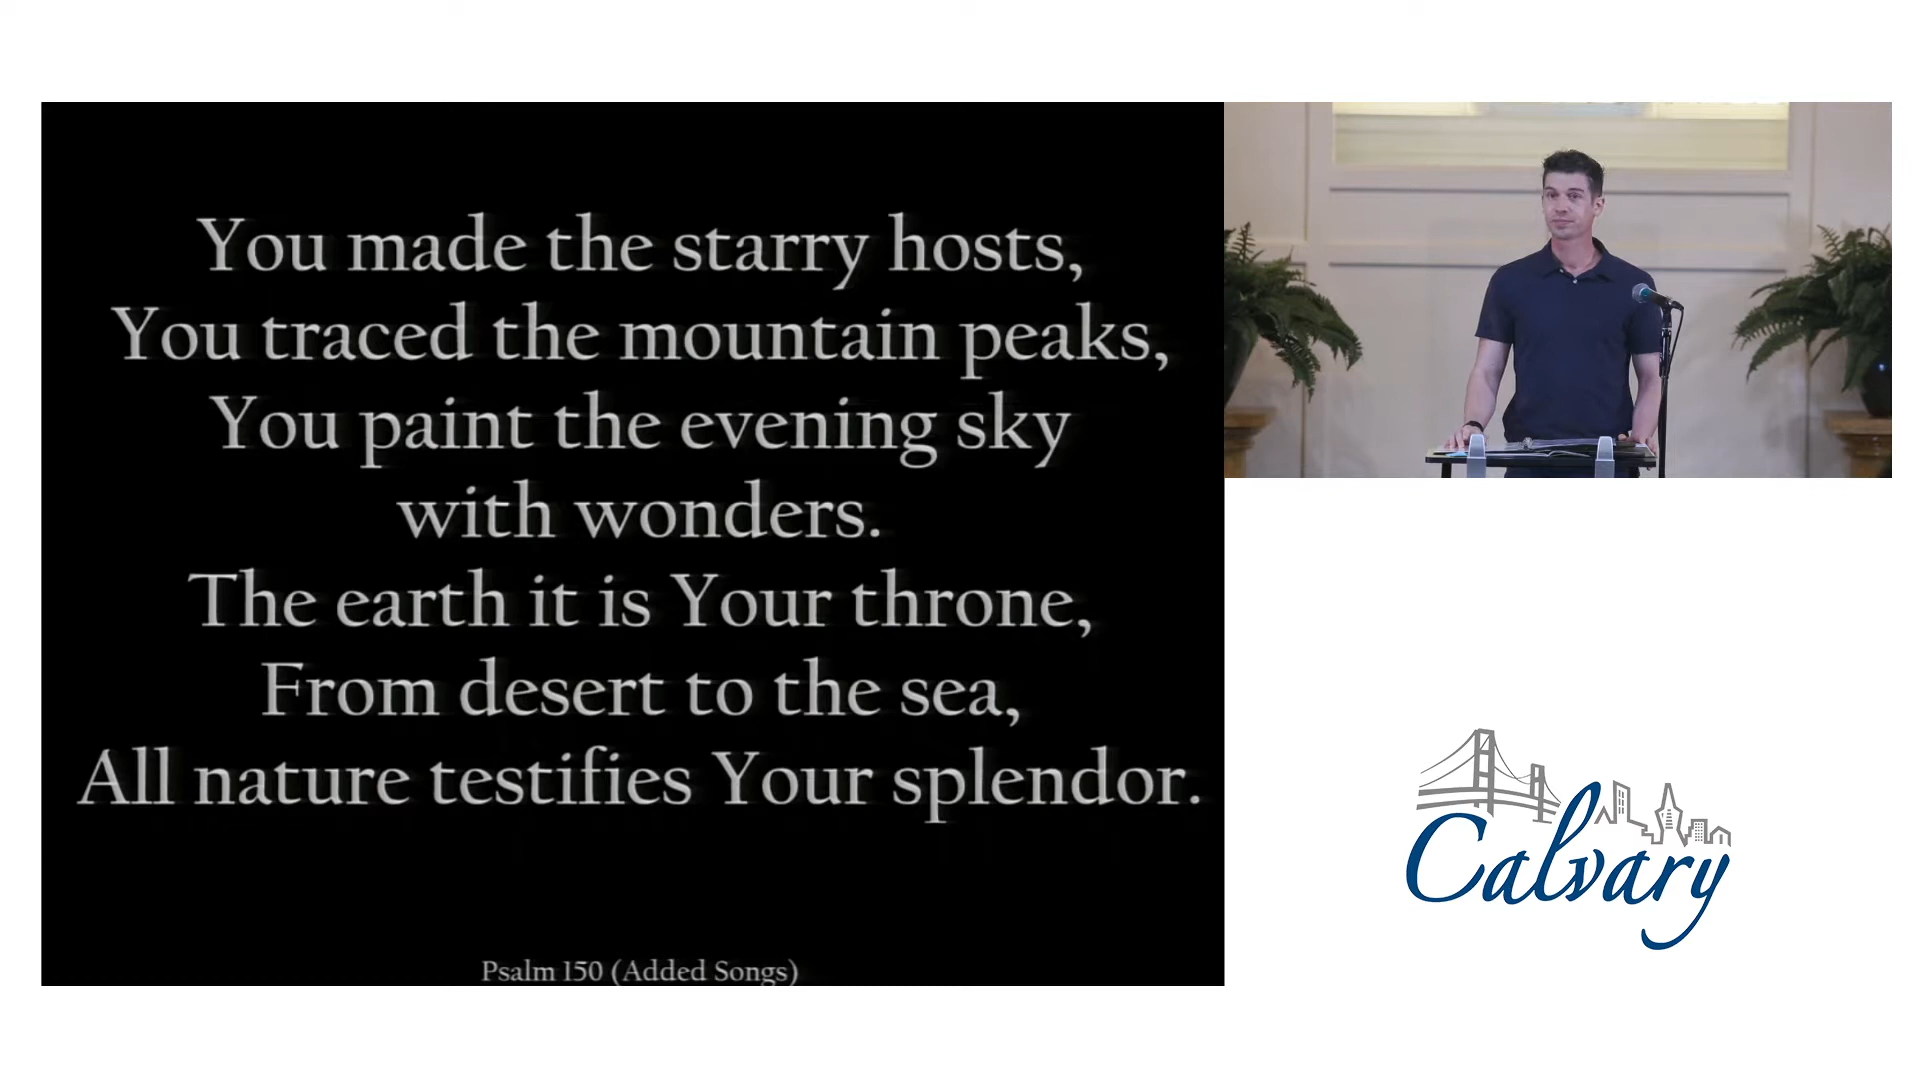 You made the starry hosts,
You traced the mountain peaks,
You paint the evening sky
with wonders.
The earth it is Your throne,
From desert to the sea,
All nature testifies Your splendor.
Psalm 150 (Added Songs)
Calvary